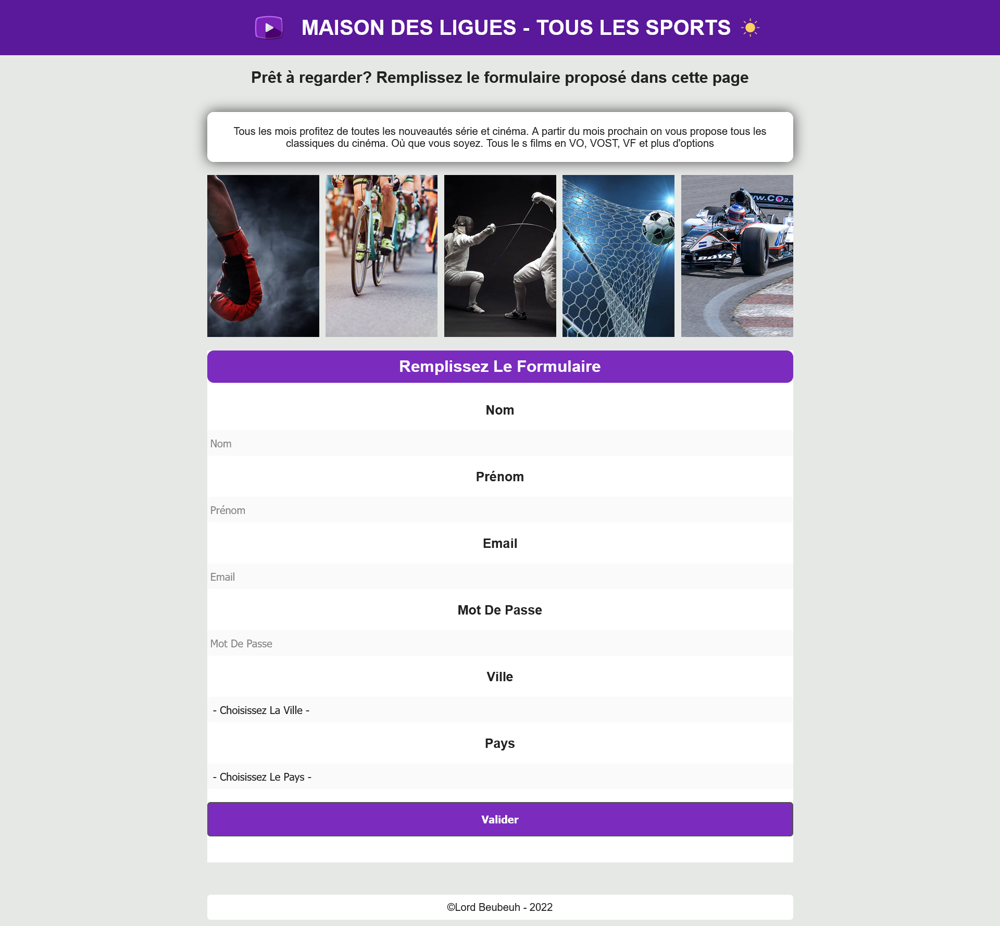 MAISON DES LIGUES - TOUS LES SPORTS
Prêt à regarder? Remplissez le formulaire proposé dans cette page
Tous les mois profitez de toutes les nouveautés série et cinéma. A partir du mois prochain on vous propose tous les
classiques du cinéma. Où que vous soyez. Tous le s films en VO, VOST, VF et plus d'options
Remplissez Le Formulaire
Nom
Nom
Prénom
Prénom
Email
Email
Mot De Passe
Mot De Passe
Ville
- Choisissez La Ville -
Pays
- Choisissez Le Pays -
Valider
©Lord Beubeuh - 2022